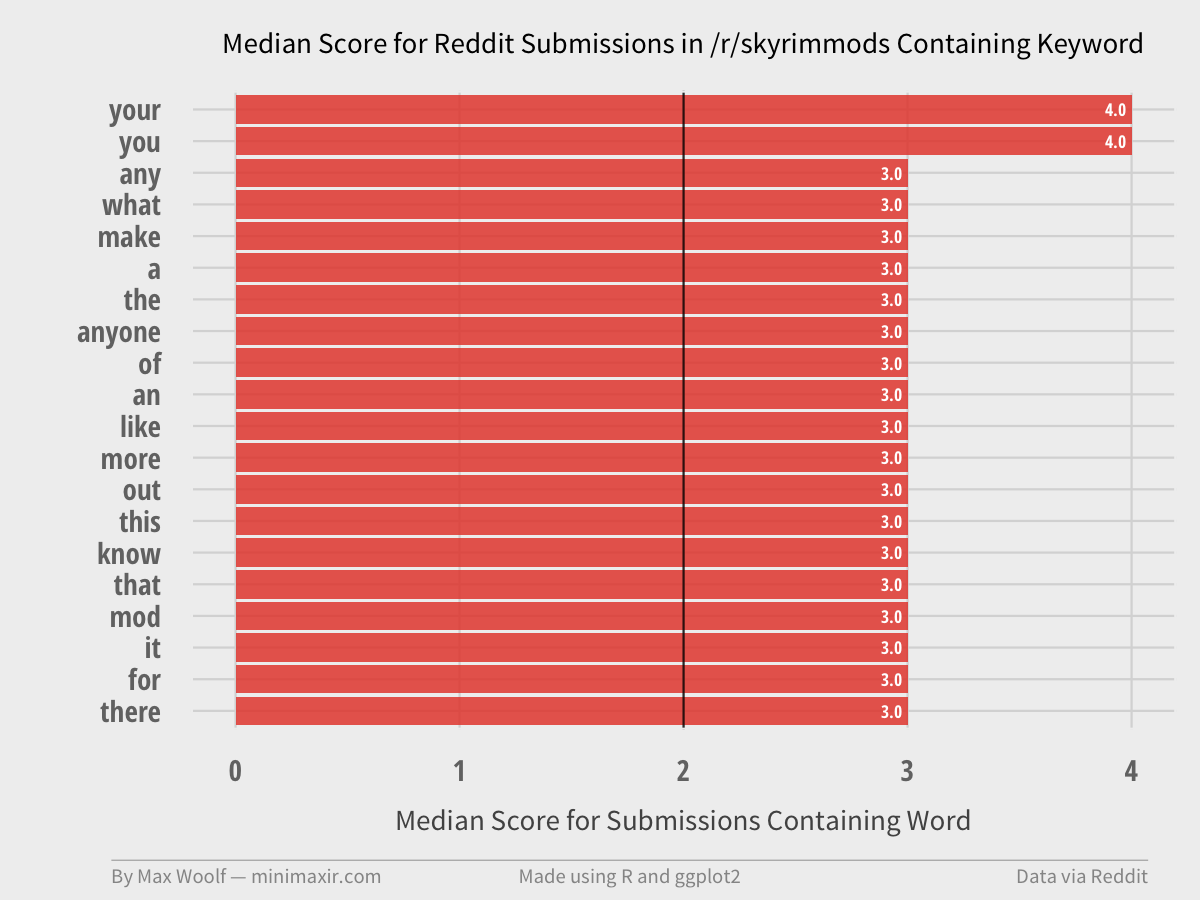 Median Score for Reddit Submissions in /r/skyrimmods Containing Keyword
your 4.0
you 4.0
any 3.0
what 3.0
make 3.0
a 3.0
the 3.0
anyone 3.0
of 3.0
an 3.0
like 3.0
more 3.0
out 3.0
this 3.0
know 3.0
that 3.0
mod 3.0
it 3.0
for 3.0
there 3.0
0 1 2 3 4
Median Score for Submissions Containing Word
By Max Woolf — minimaxir.com Made using R and ggplot2 Data via Reddit